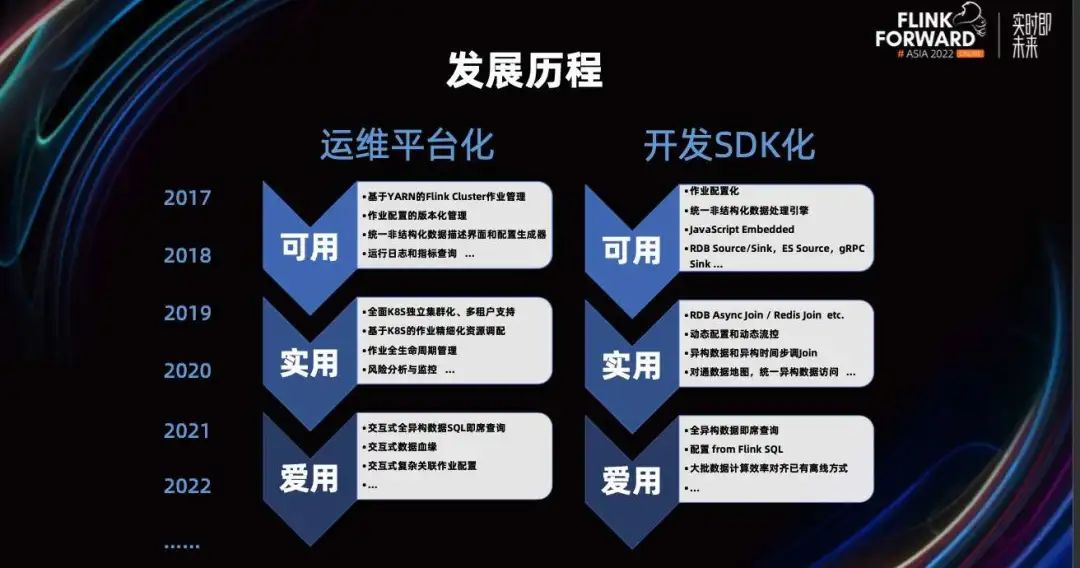 FLINK
FORWARD
# ASIA 2022 ONLINE
实时即
未来
发展历程
运维平台化
开发SDK化
2017
2018
2019
2020
2021
2022
......
可用
•基于YARN的Flink Cluster作业管理
•作业配置的版本化管理
•统一非结构化数据描述界面和配置生成器
•运行日志和指标查询 ...
实用
•全面K8S独立集群化、多租户支持
•基于K8S的作业精细化资源调配
•作业全生命周期管理
•风险分析与监控 ...
爱用
•交互式全异构数据SQL即席查询
•交互式数据血缘
•交互式复杂关联作业配置
•...
可用
•作业配置化
•统一非结构化数据处理引擎
•JavaScript Embedded
•RDB Source/Sink，ES Source，gRPC
Sink ...
实用
•RDB Async Join / Redis Join etc.
•动态配置和动态流控
•异构数据和异构时间步调Join
•对通数据地图，统一异构数据访问 ...
爱用
•全异构数据即席查询
•配置 from Flink SQL
•大批数据计算效率对齐已有离线方式
•...